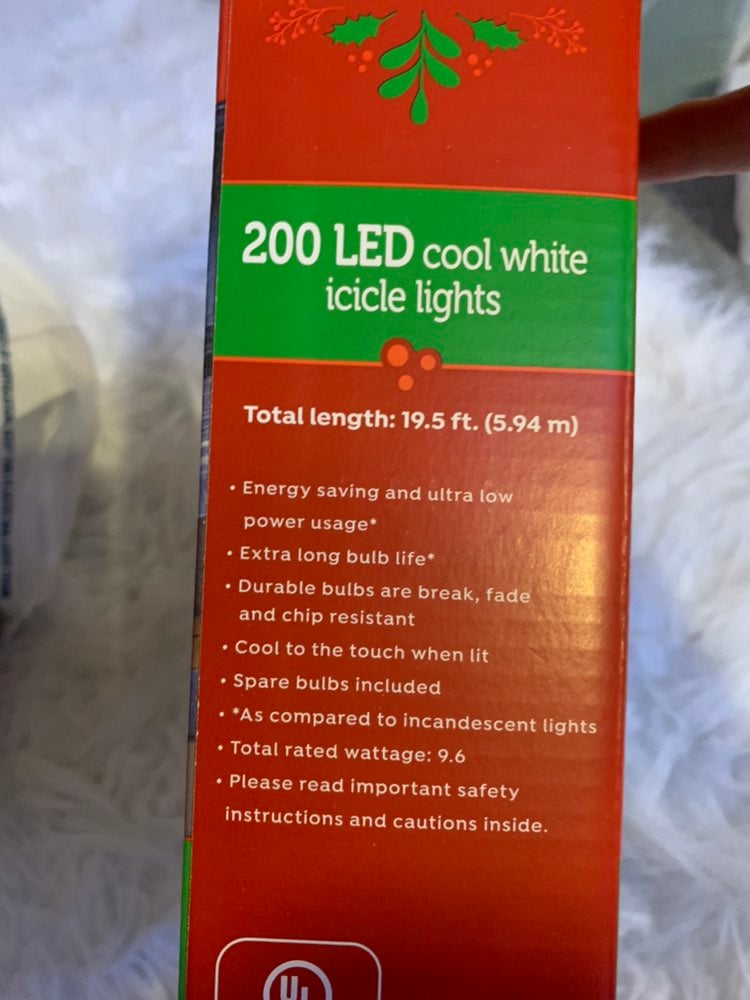 200 LED cool white
icicle lights
Total length: 19.5 ft. (5.94 m)
• Energy saving and ultra low
power usage*
• Extra long bulb life*
• Durable bulbs are break, fade
and chip resistant
• Cool to the touch when lit
• Spare bulbs included
• *As compared to incandescent lights
• Total rated wattage: 9.6
• Please read important safety
instructions and cautions inside.
UL